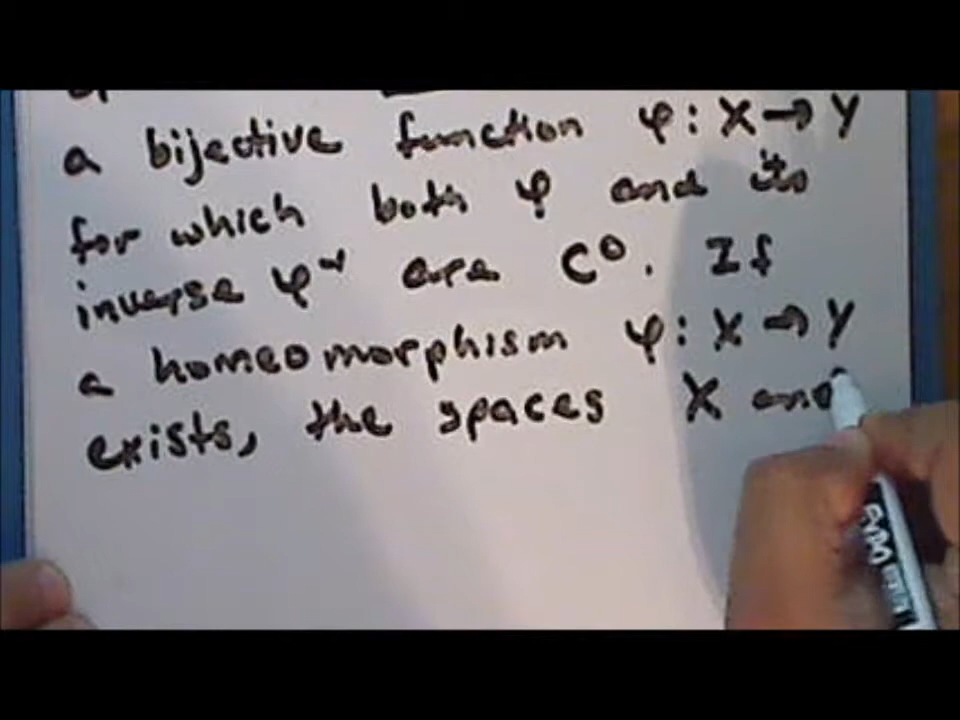 a bijective function φ: X → Y
for which both φ and its
inverse φ⁻¹ are C⁰. If
a homeomorphism φ: X → Y
exists, the spaces X and